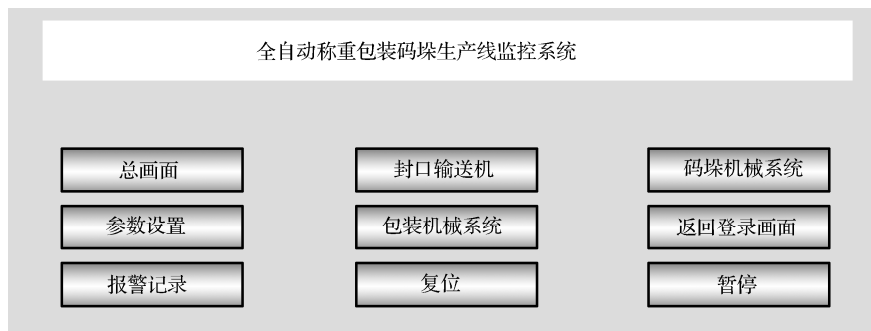 全自动称重包装码垛生产线监控系统
总画面
封口输送机
码垛机械系统
参数设置
包装机械系统
返回登录画面
报警记录
复位
暂停